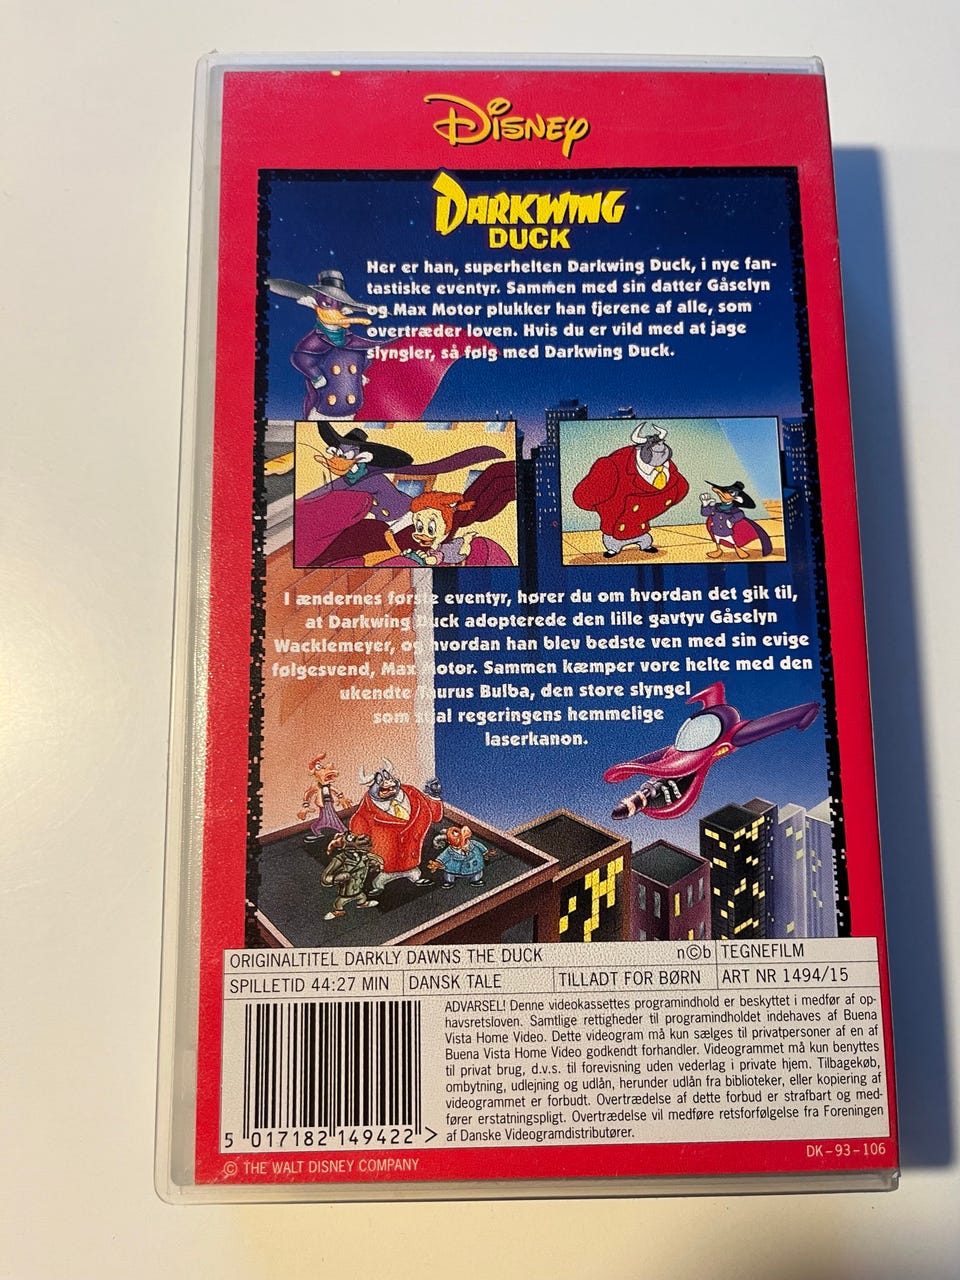 Disney
DARKWING
DUCK
Her er han, superhelten Darkwing Duck, i nye fan-
tastiske eventyr. Sammen med sin datter Gåselyn
og Max Motor plukker han fjerene af alle, som
overtræder loven. Hvis du er vild med at jage
slyngler, så følg med Darkwing Duck.
I ændernes første eventyr, hører du om hvordan det gik til,
at Darkwing Duck adopterede den lille gavtyv Gåselyn
Wacklemeyer, og hvordan han blev bedste ven med sin evige
følgesvend, Max Motor. Sammen kæmper vore helte med den
ukendte Taurus Bulba, den store slyngel
som stjal regeringens hemmelige
laserkanon.
ORIGINALTITEL DARKLY DAWNS THE DUCK n©b TEGNEFILM
SPILLETID 44:27 MIN DANSK TALE TILLADT FOR BØRN ART NR 1494/15
ADVARSEL! Denne videokassettes programindhold er beskyttet i medfør af op-
havsretsloven. Samtlige rettigheder til programindholdet indehaves af Buena
Vista Home Video. Dette videogram må kun sælges til privatpersoner af en af
Buena Vista Home Video godkendt forhandler. Videogrammet må kun benyttes
til privat brug, d.v.s. til forevisning uden vederlag i private hjem. Tilbagekøb,
ombytning, udlejning og udlån, herunder udlån fra biblioteker, eller kopiering af
videogrammet er forbudt. Overtrædelse af dette forbud er strafbart og med-
fører erstatningspligt. Overtrædelse vil medføre retsforfølgelse fra Foreningen
af Danske Videogramdistributører.
5 017182 149422 >
© THE WALT DISNEY COMPANY
DK-93-106